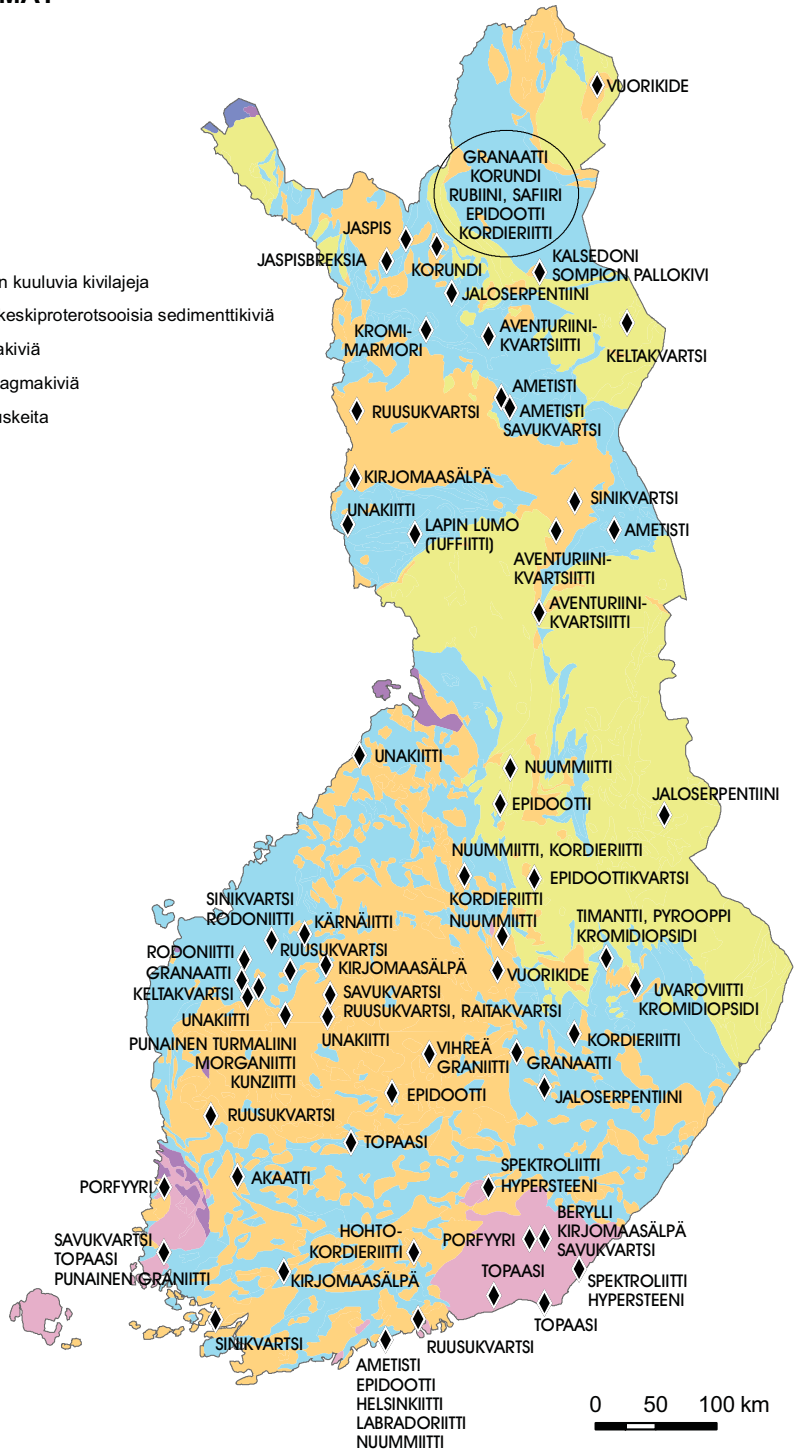 VUORIKIDE
GRANAATTI
KORUNDI
RUBIINI, SAFIIRI
EPIDOOTTI
KORDIERIITTI
JASPIS
JASPISBREKSIA
KORUNDI
KALSEDONI
SOMPION PALLOKIVI
JALOSERPENTIINI
n kuuluvia kivilajeja
keskiproterotsooisia sedimenttikiviä
akiviä
agmakiviä
uskeita
KROMI-
MARMORI
AVENTURIINI-
KVARTSIITTI
KELTAKVARTSI
AMETISTI
AMETISTI
SAVUKVARTSI
RUUSUKVARTSI
KIRJOMAASÄLPÄ
SINIKVARTSI
UNAKIITTI
LAPIN LUMO
(TUFFIITTI)
AMETISTI
AVENTURIINI-
KVARTSIITTI
AVENTURIINI-
KVARTSIITTI
UNAKIITTI
NUUMMIITTI
EPIDOOTTI
JALOSERPENTIINI
NUUMMIITTI, KORDIERIITTI
KORDIERIITTI
EPIDOOTTIKVARTSI
NUUMMIITTI
SINIKVARTSI
RODONIITTI
KÄRNÄIITTI
TIMANTTI, PYROOPPI
KROMIDIOPSIDI
RODONIITTI
GRANAATTI
KELTAKVARTSI
RUUSUKVARTSI
KIRJOMAASÄLPÄ
VUORIKIDE
UVAROVIITTI
KROMIDIOPSIDI
SAVUKVARTSI
RUUSUKVARTSI, RAITAKVARTSI
UNAKIITTI
UNAKIITTI
KORDIERIITTI
PUNAINEN TURMALIINI
MORGANIITTI
KUNZIITTI
VIHREÄ
GRANIITTI
GRANAATTI
EPIDOOTTI
JALOSERPENTIINI
RUUSUKVARTSI
TOPAASI
AKAATTI
PORFYYRI
SPEKTROLIITTI
HYPERSTEENI
BERYLLI
KIRJOMAASÄLPÄ
SAVUKVARTSI
PORFYYRI
SAVUKVARTSI
TOPAASI
PUNAINEN GRANIITTI
HOHTO-
KORDIERIITTI
KIRJOMAASÄLPÄ
TOPAASI
SPEKTROLIITTI
HYPERSTEENI
TOPAASI
SINIKVARTSI
RUUSUKVARTSI
AMETISTI
EPIDOOTTI
HELSINKIITTI
LABRADORIITTI
NUUMMIITTI
0 50 100 km